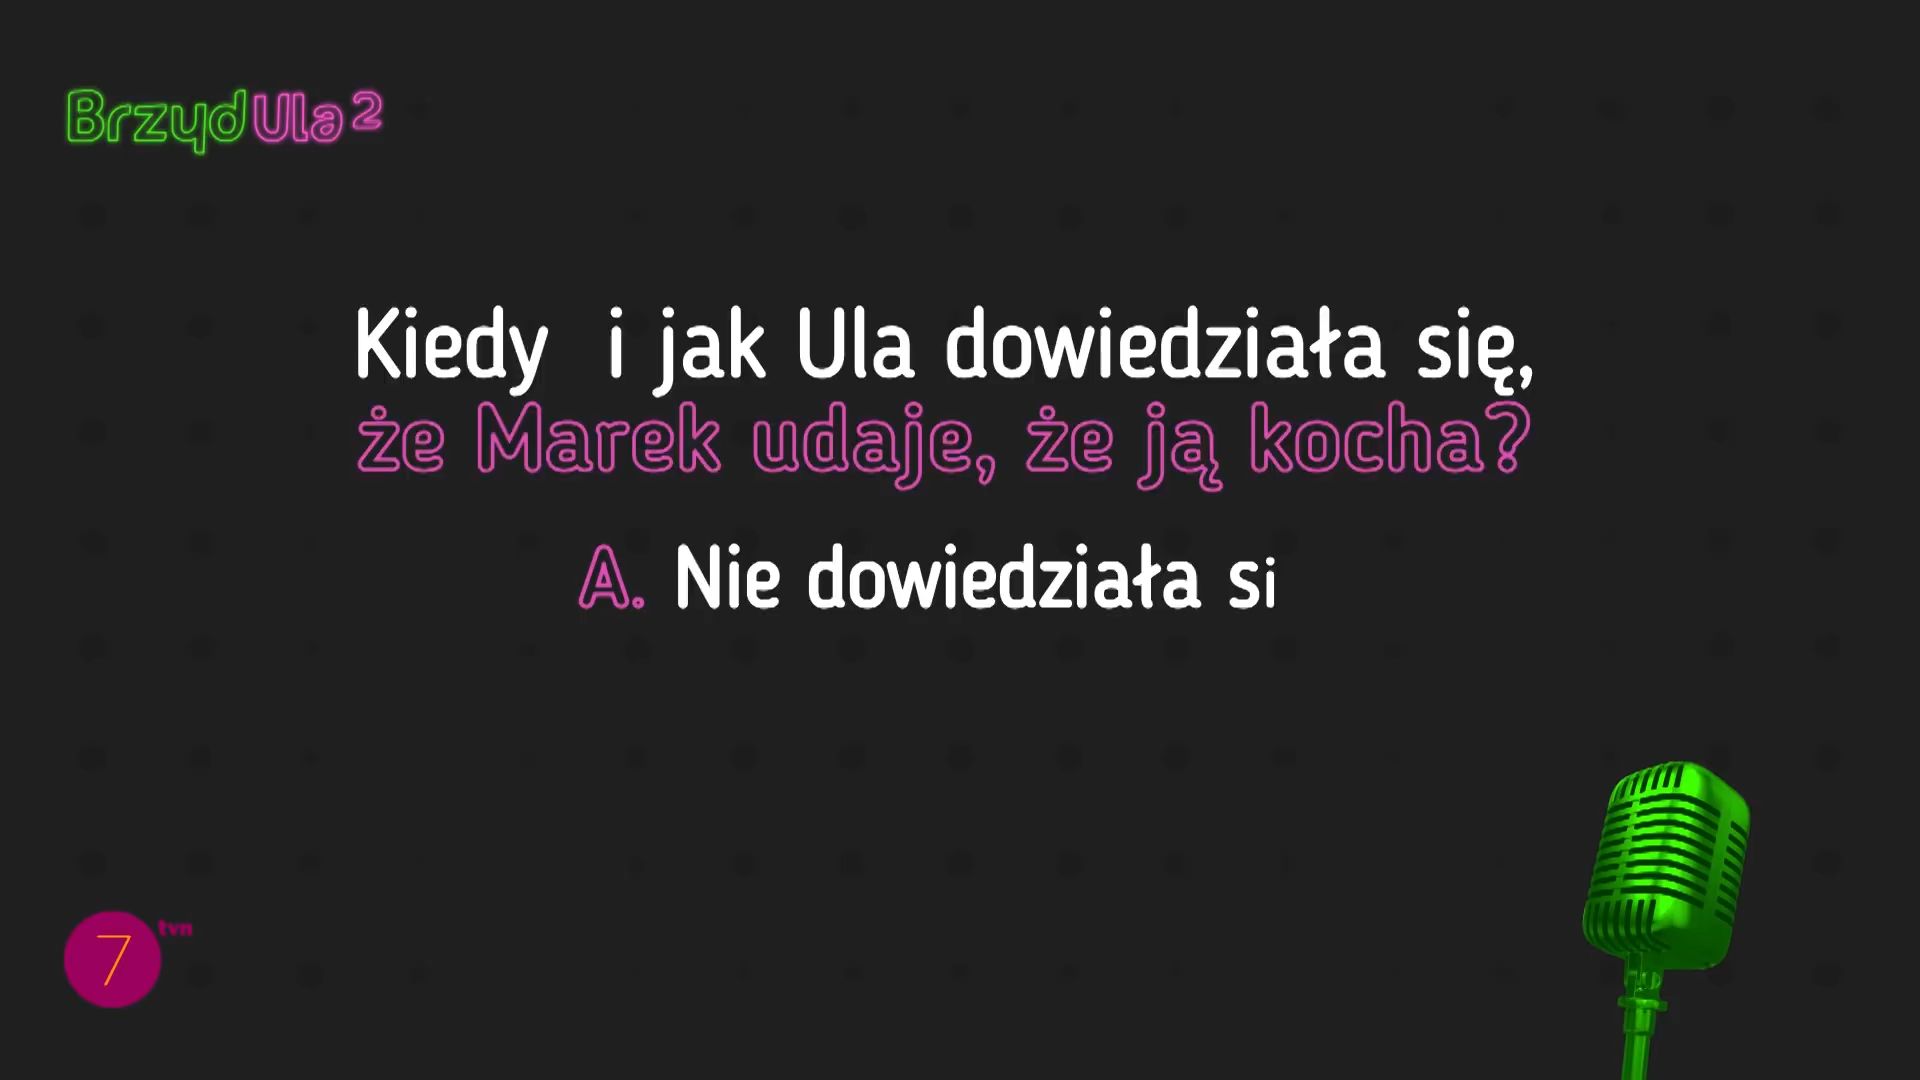 BrzydUla 2
Kiedy i jak Ula dowiedziała się,
że Marek udaje, że ją kocha?
A. Nie dowiedziała si
7 tvn